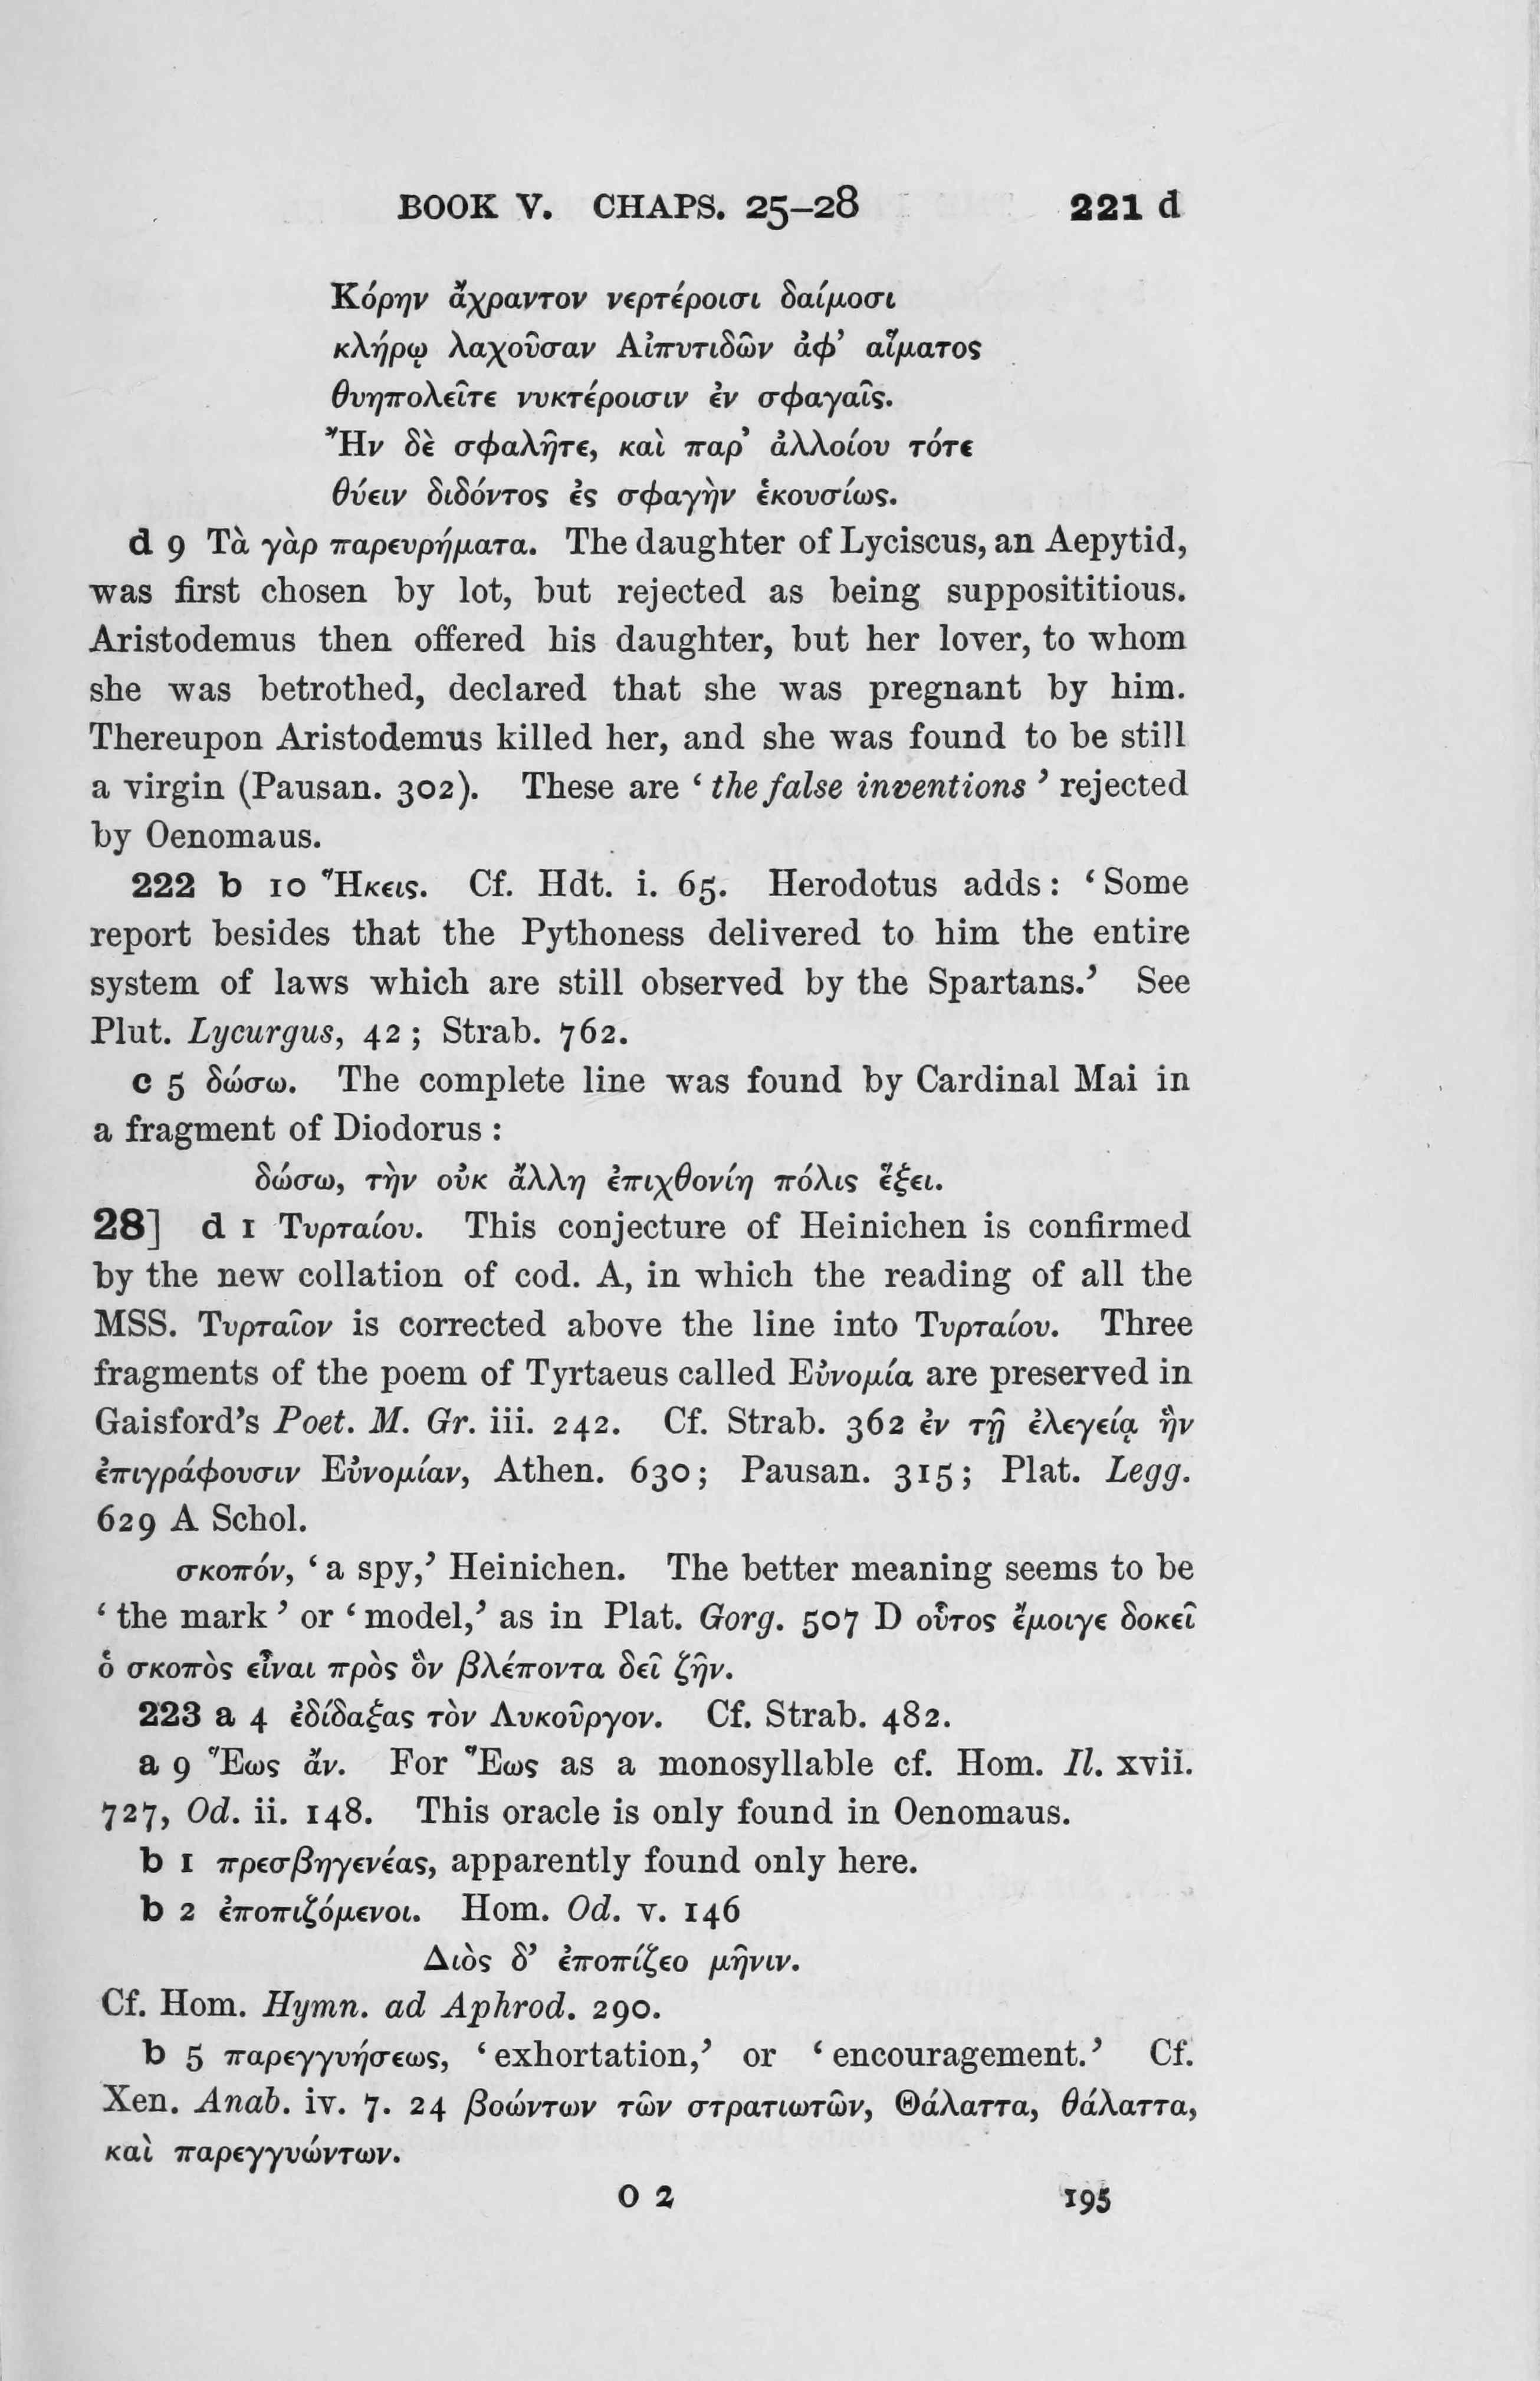 BOOK V. CHAPS. 25–28 221 d
Κόρην ἄχραντον νερτέροισι δαίμοσι
κλήρῳ λαχοῦσαν Αἰπυτιδῶν ἀφ’ αἵματος
θυηπολεῖτε νυκτέροισιν ἐν σφαγαῖς.
Ἢν δὲ σφαλῆτε, καὶ παρ’ ἀλλοίου τότε
θύειν διδόντος ἐς σφαγὴν ἑκουσίως.
d 9 Τὰ γὰρ παρευρήματα. The daughter of Lyciscus, an Aepytid,
was first chosen by lot, but rejected as being supposititious.
Aristodemus then offered his daughter, but her lover, to whom
she was betrothed, declared that she was pregnant by him.
Thereupon Aristodemus killed her, and she was found to be still
a virgin (Pausan. 302). These are ‘ the false inventions ’ rejected
by Oenomaus.
222 b 10 Ἥκεις. Cf. Hdt. i. 65. Herodotus adds: ‘ Some
report besides that the Pythoness delivered to him the entire
system of laws which are still observed by the Spartans.’ See
Plut. Lycurgus, 42 ; Strab. 762.
c 5 δώσω. The complete line was found by Cardinal Mai in
a fragment of Diodorus :
δώσω, τὴν οὐκ ἄλλη ἐπιχθονίη πόλις ἕξει.
28] d 1 Τυρταίου. This conjecture of Heinichen is confirmed
by the new collation of cod. A, in which the reading of all the
MSS. Τυρταῖον is corrected above the line into Τυρταίου. Three
fragments of the poem of Tyrtaeus called Εὐνομία are preserved in
Gaisford’s Poet. M. Gr. iii. 242. Cf. Strab. 362 ἐν τῇ ἐλεγείᾳ ἣν
ἐπιγράφουσιν Εὐνομίαν, Athen. 630; Pausan. 315; Plat. Legg.
629 A Schol.
σκοπόν, ‘ a spy,’ Heinichen. The better meaning seems to be
‘ the mark ’ or ‘ model,’ as in Plat. Gorg. 507 D οὗτος ἔμοιγε δοκεῖ
ὁ σκοπὸς εἶναι πρὸς ὃν βλέποντα δεῖ ζῆν.
223 a 4 ἐδίδαξας τὸν Λυκοῦργον. Cf. Strab. 482.
a 9 Ἕως ἄν. For Ἕως as a monosyllable cf. Hom. Il. xvii.
727, Od. ii. 148. This oracle is only found in Oenomaus.
b 1 πρεσβηγενέας, apparently found only here.
b 2 ἐποπιζόμενοι. Hom. Od. v. 146
Διὸς δ’ ἐποπίζεο μῆνιν.
Cf. Hom. Hymn. ad Aphrod. 290.
b 5 παρεγγυήσεως, ‘ exhortation,’ or ‘ encouragement.’ Cf.
Xen. Anab. iv. 7. 24 βοώντων τῶν στρατιωτῶν, Θάλαττα, θάλαττα,
καὶ παρεγγυώντων.
O 2 195